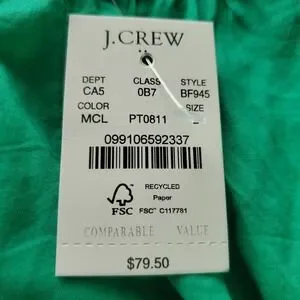 J.CREW
DEPT CLASS STYLE
CA5 0B7 BF945
COLOR SIZE
MCL PT0811
099106592337
RECYCLED
Paper
FSC
FSC™ C117781
COMPARABLE VALUE
$79.50